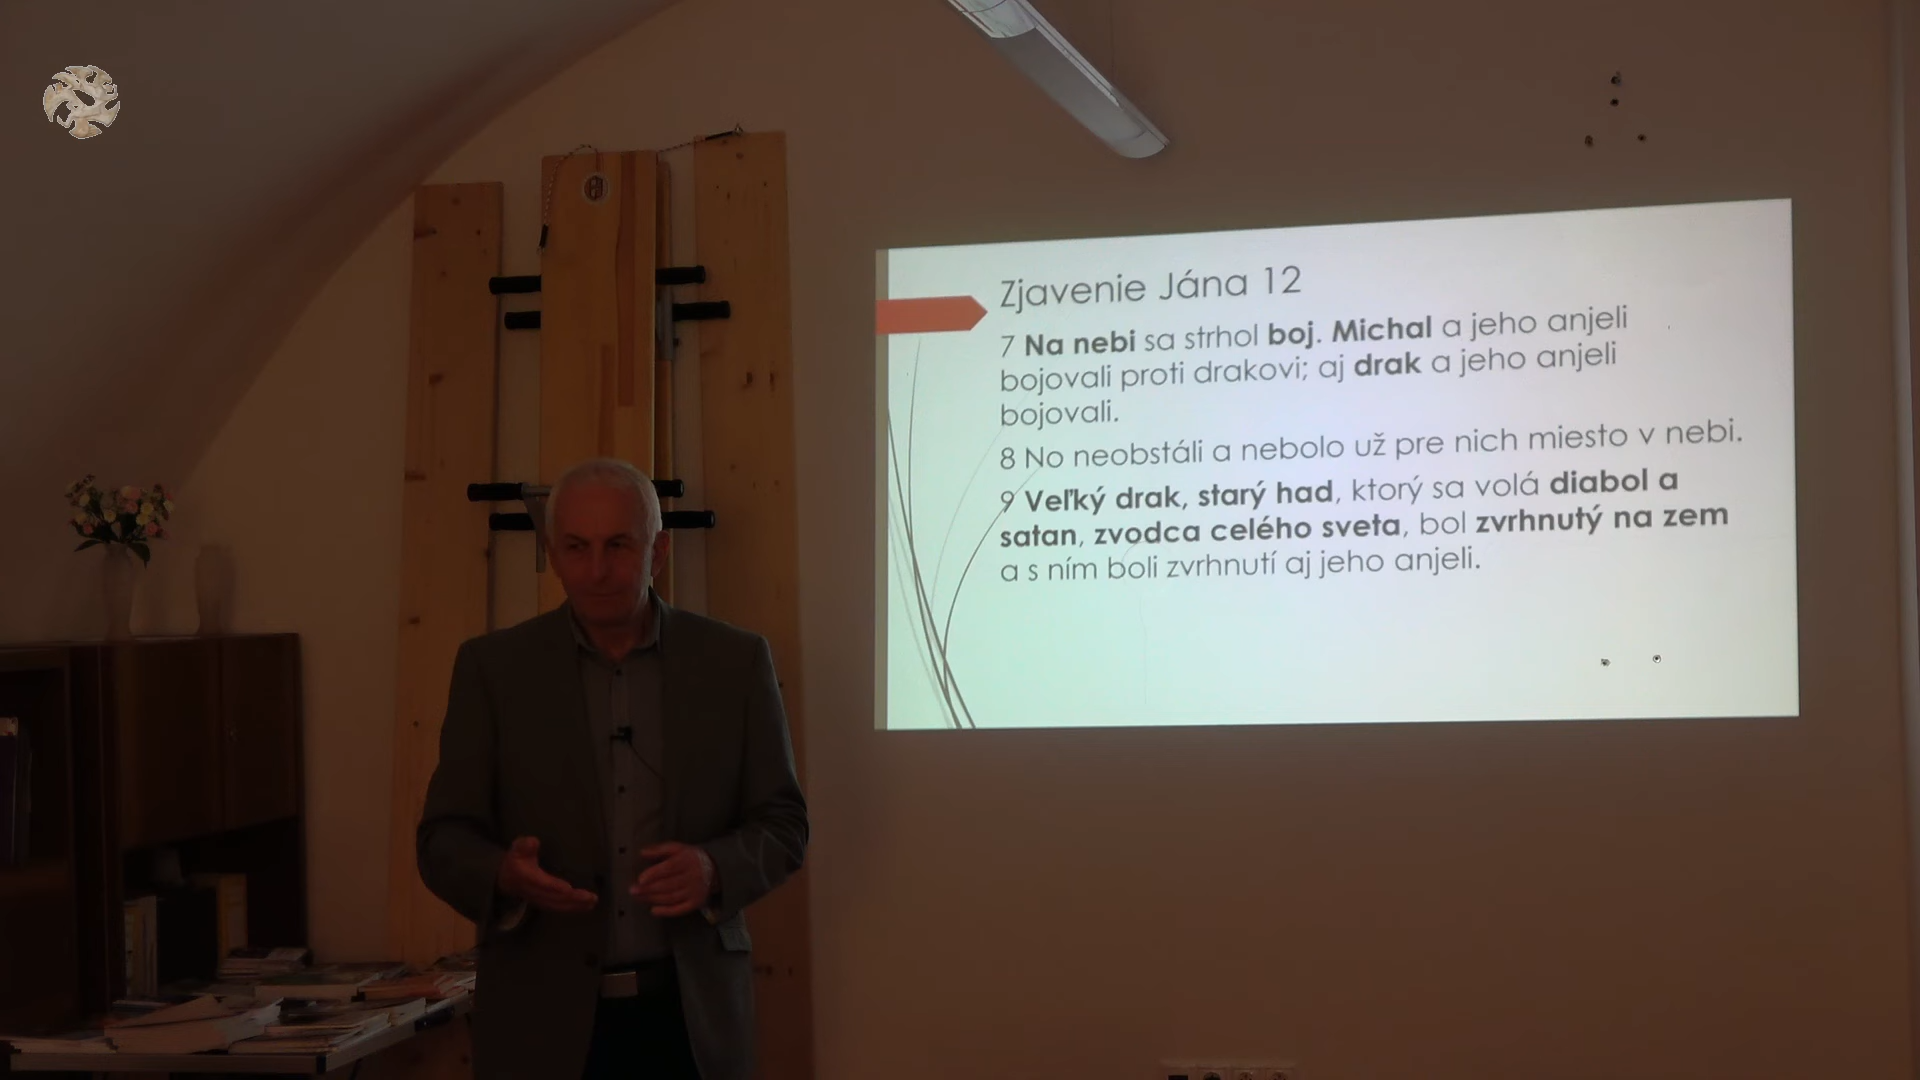 Zjavenie Jána 12
7 Na nebi sa strhol boj. Michal a jeho anjeli
bojovali proti drakovi; aj drak a jeho anjeli
bojovali.
8 No neobstáli a nebolo už pre nich miesto v nebi.
9 Veľký drak, starý had, ktorý sa volá diabol a
satan, zvodca celého sveta, bol zvrhnutý na zem
a s ním boli zvrhnutí aj jeho anjeli.